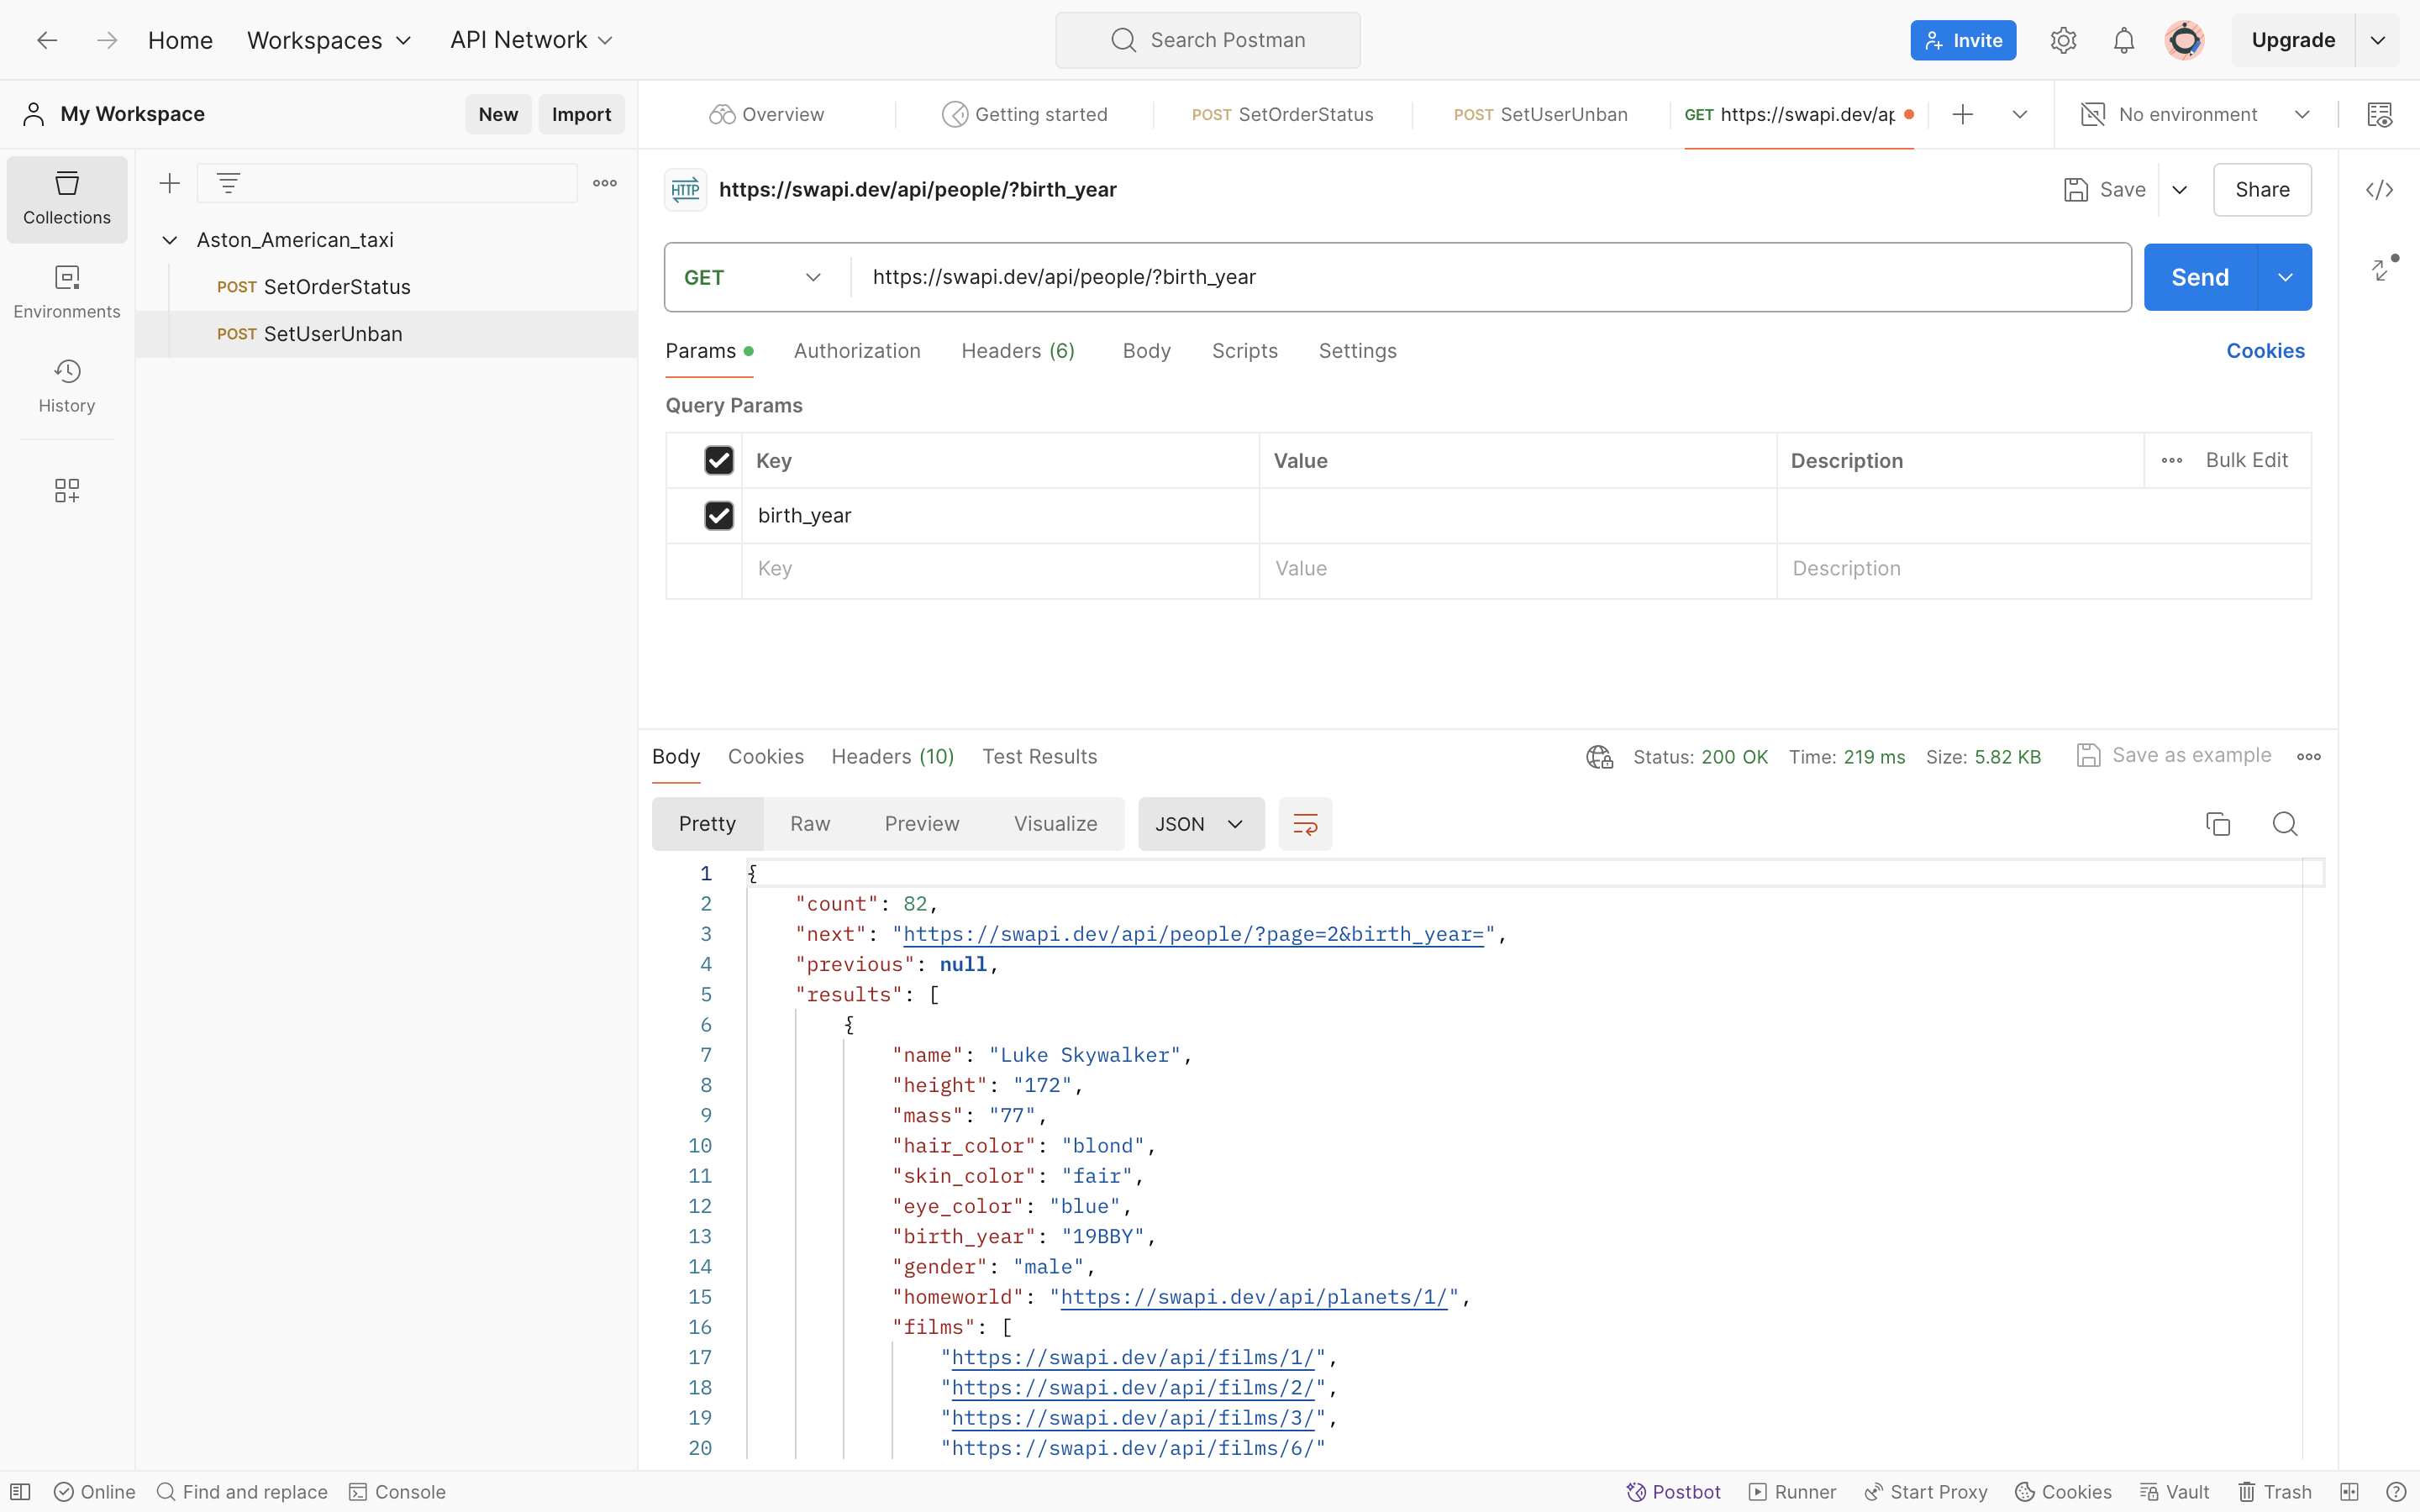 Home Workspaces API Network Search Postman Invite Upgrade
My Workspace New Import
Overview Getting started POST SetOrderStatus POST SetUserUnban GET https://swapi.dev/ap No environment
Collections
Environments
History
Aston_American_taxi
POST SetOrderStatus
POST SetUserUnban
HTTP https://swapi.dev/api/people/?birth_year Save Share
GET https://swapi.dev/api/people/?birth_year Send
Params Authorization Headers (6) Body Scripts Settings Cookies
Query Params
Key Value Description Bulk Edit
birth_year
Key Value Description
Body Cookies Headers (10) Test Results Status: 200 OK Time: 219 ms Size: 5.82 KB Save as example
Pretty Raw Preview Visualize JSON
1 {
2 "count": 82,
3 "next": "https://swapi.dev/api/people/?page=2&birth_year=",
4 "previous": null,
5 "results": [
6 {
7 "name": "Luke Skywalker",
8 "height": "172",
9 "mass": "77",
10 "hair_color": "blond",
11 "skin_color": "fair",
12 "eye_color": "blue",
13 "birth_year": "19BBY",
14 "gender": "male",
15 "homeworld": "https://swapi.dev/api/planets/1/",
16 "films": [
17 "https://swapi.dev/api/films/1/",
18 "https://swapi.dev/api/films/2/",
19 "https://swapi.dev/api/films/3/",
20 "https://swapi.dev/api/films/6/"
Online Find and replace Console Postbot Runner Start Proxy Cookies Vault Trash